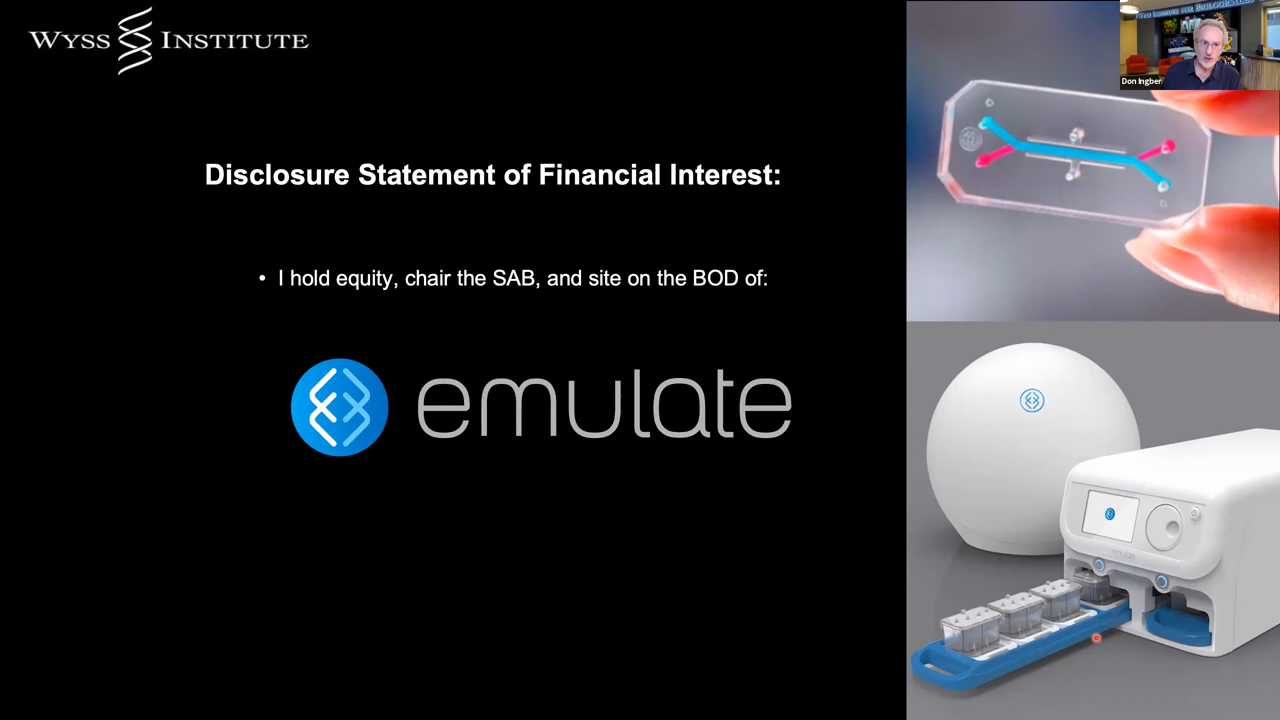 WYSS INSTITUTE
Disclosure Statement of Financial Interest:
• I hold equity, chair the SAB, and site on the BOD of:
emulate
Don Ingber
emulate